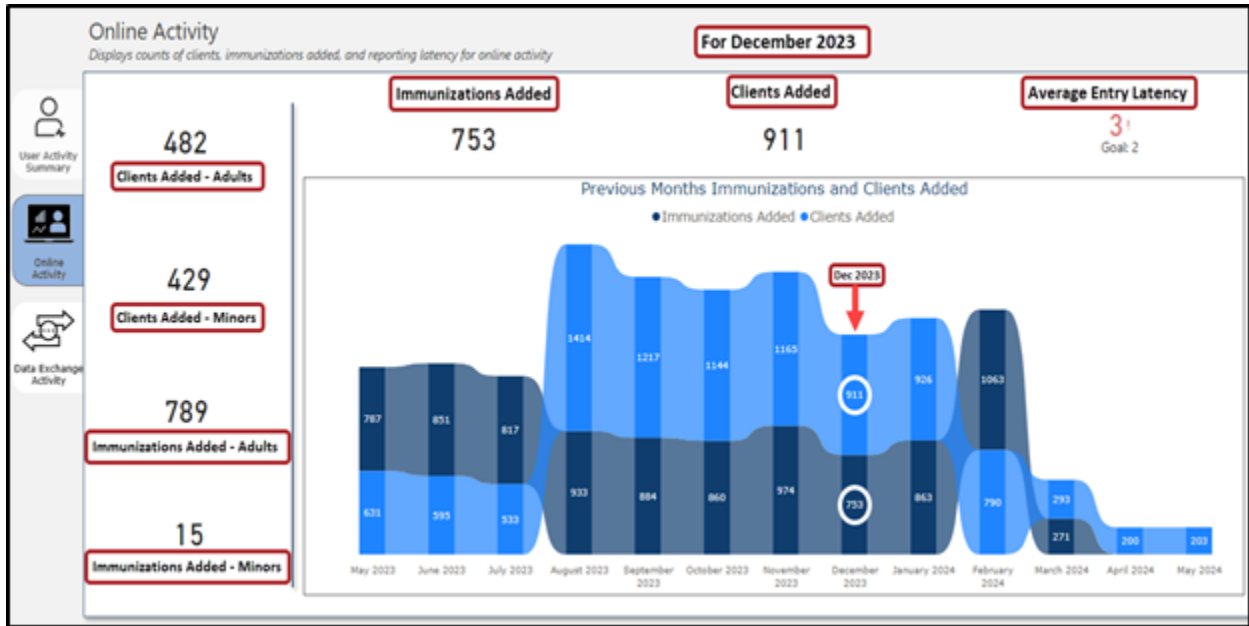 Online Activity
Displays counts of clients, immunizations added, and reporting latency for online activity
For December 2023
User Activity
Summary
Online
Activity
Data Exchange
Activity
482
Clients Added - Adults
429
Clients Added - Minors
789
Immunizations Added - Adults
15
Immunizations Added - Minors
Immunizations Added
753
Clients Added
911
Average Entry Latency
3
Goal: 2
Previous Months Immunizations and Clients Added
Immunizations Added Clients Added
Dec 2023
787 851 817 1414 1217 1144 1165 911 926 1063 293
631 595 533 933 884 860 974 753 863 790 271 200 203
May 2023 June 2023 July 2023 August 2023 September 2023 October 2023 November 2023 December 2023 January 2024 February 2024 March 2024 April 2024 May 2024